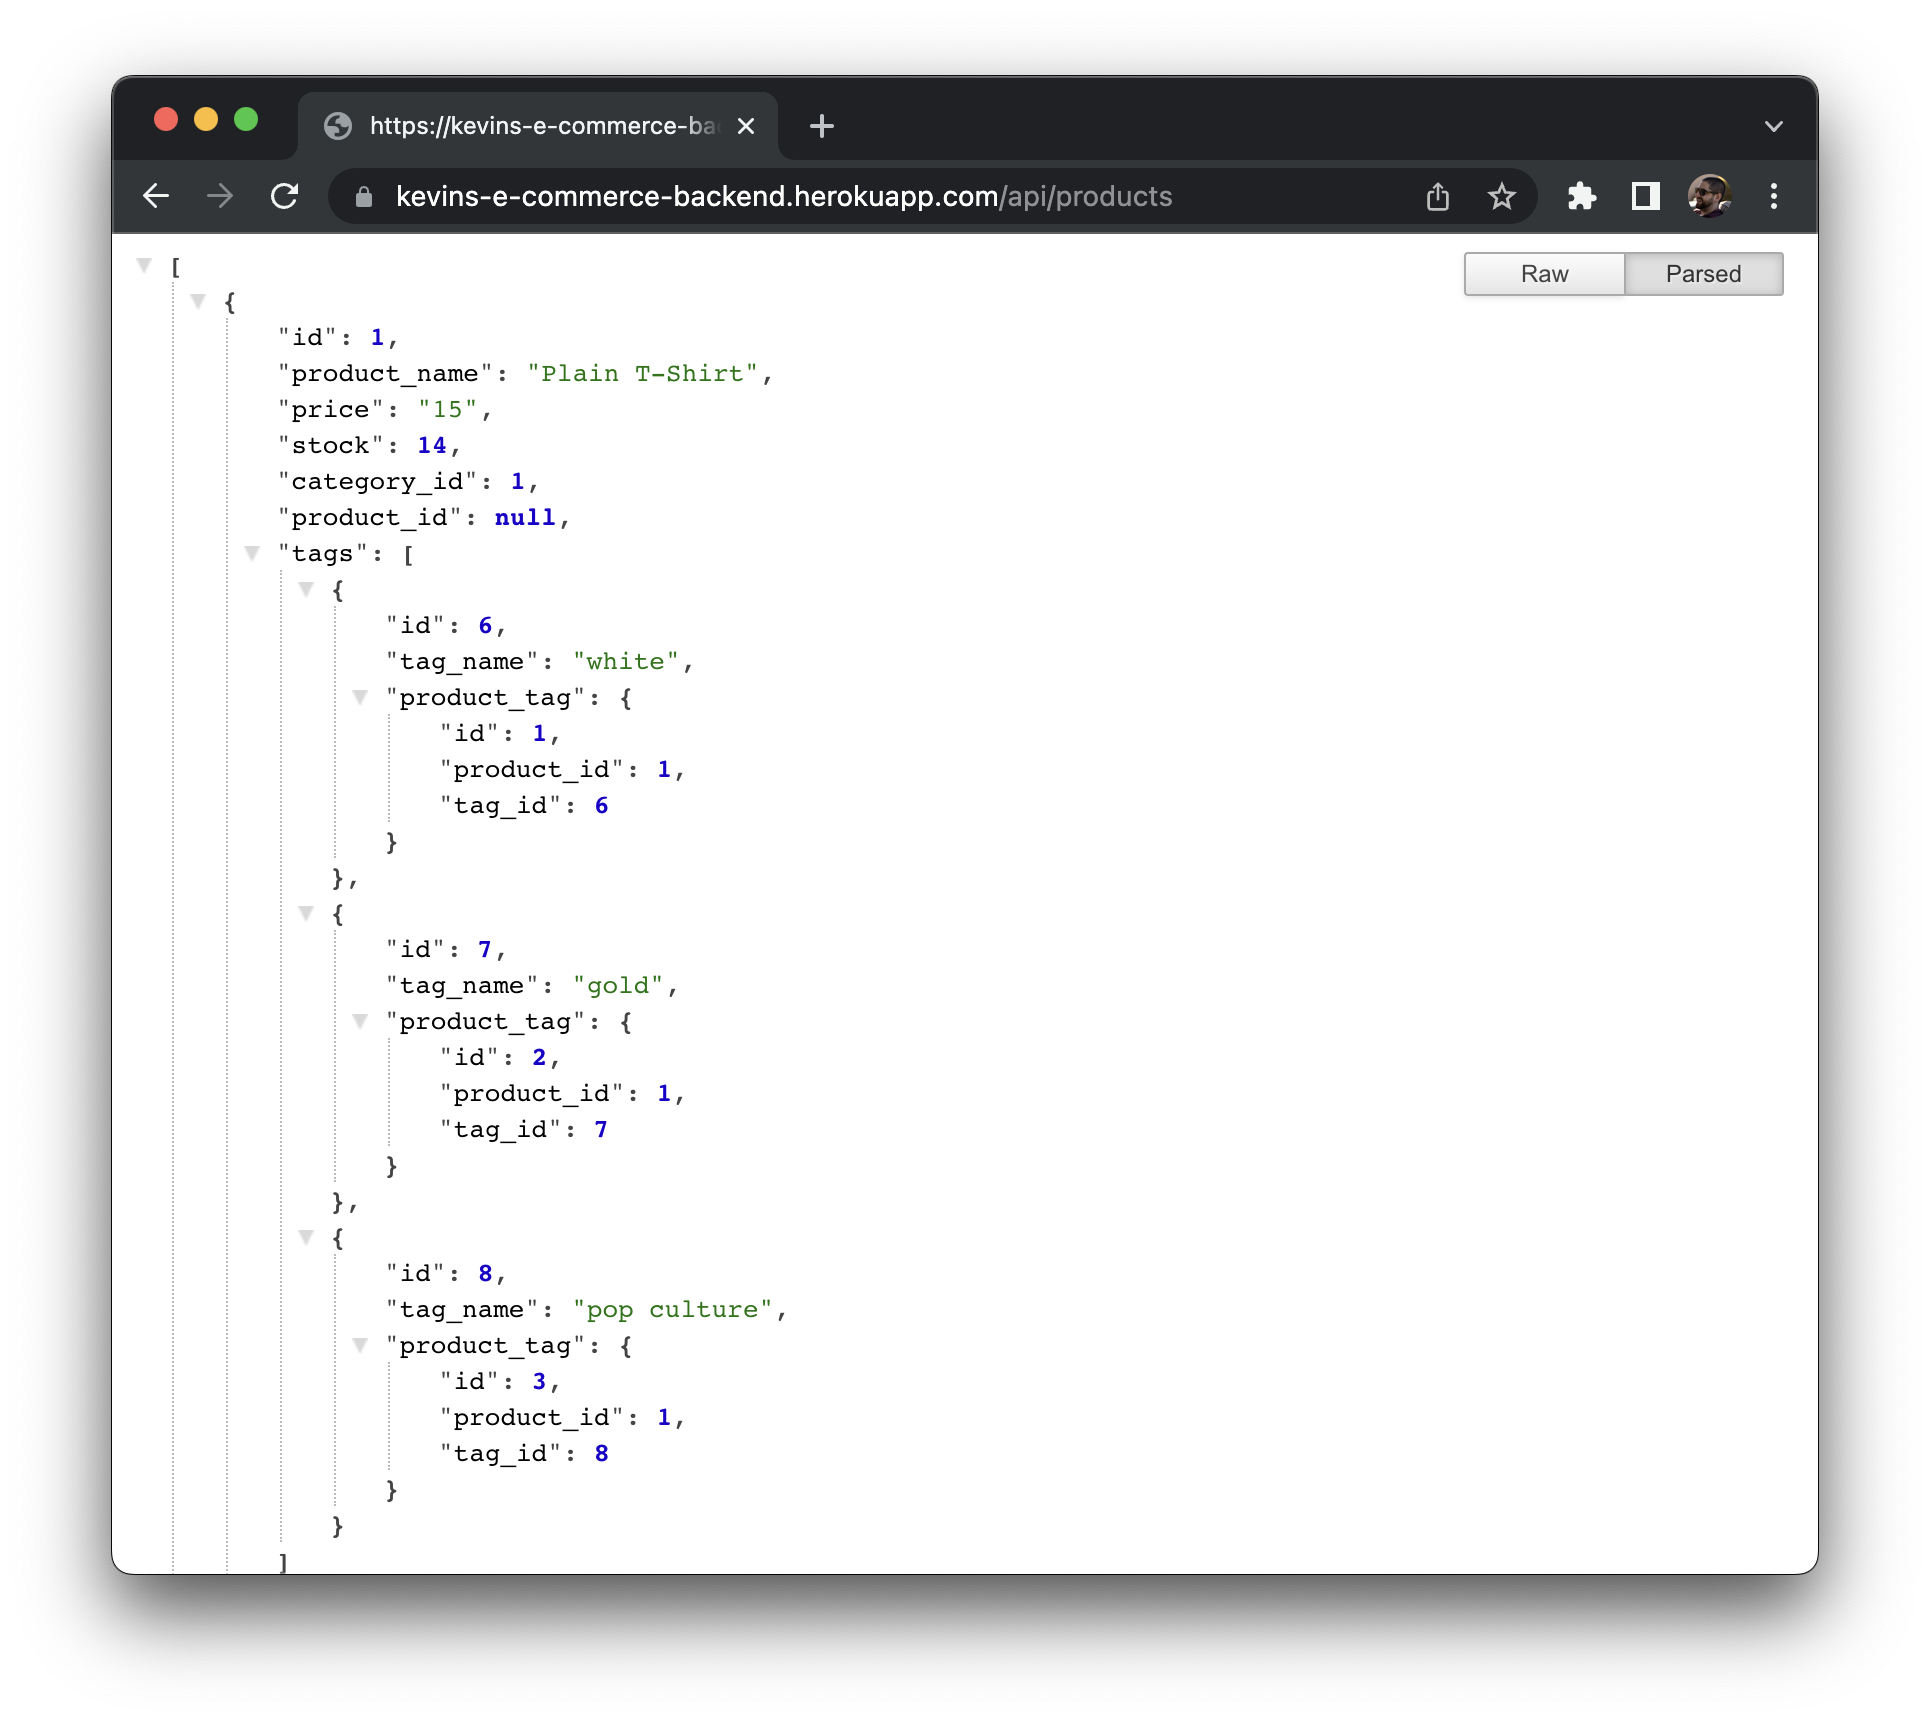 https://kevins-e-commerce-ba
kevins-e-commerce-backend.herokuapp.com/api/products
Raw
Parsed
[
{
"id": 1,
"product_name": "Plain T-Shirt",
"price": "15",
"stock": 14,
"category_id": 1,
"product_id": null,
"tags": [
{
"id": 6,
"tag_name": "white",
"product_tag": {
"id": 1,
"product_id": 1,
"tag_id": 6
}
},
{
"id": 7,
"tag_name": "gold",
"product_tag": {
"id": 2,
"product_id": 1,
"tag_id": 7
}
},
{
"id": 8,
"tag_name": "pop culture",
"product_tag": {
"id": 3,
"product_id": 1,
"tag_id": 8
}
}
]